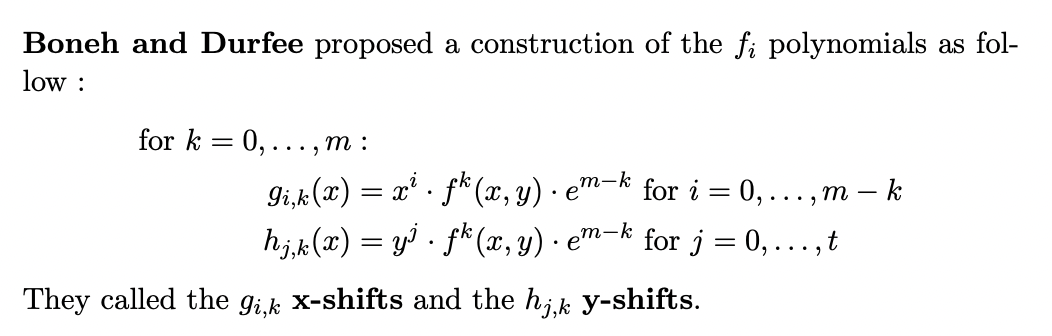 Boneh and Durfee proposed a construction of the f_i polynomials as fol-
low :
for k = 0, . . . , m :
g_{i,k}(x) = x^i · f^k(x, y) · e^{m−k} for i = 0, . . . , m − k
h_{j,k}(x) = y^j · f^k(x, y) · e^{m−k} for j = 0, . . . , t
They called the g_{i,k} x-shifts and the h_{j,k} y-shifts.